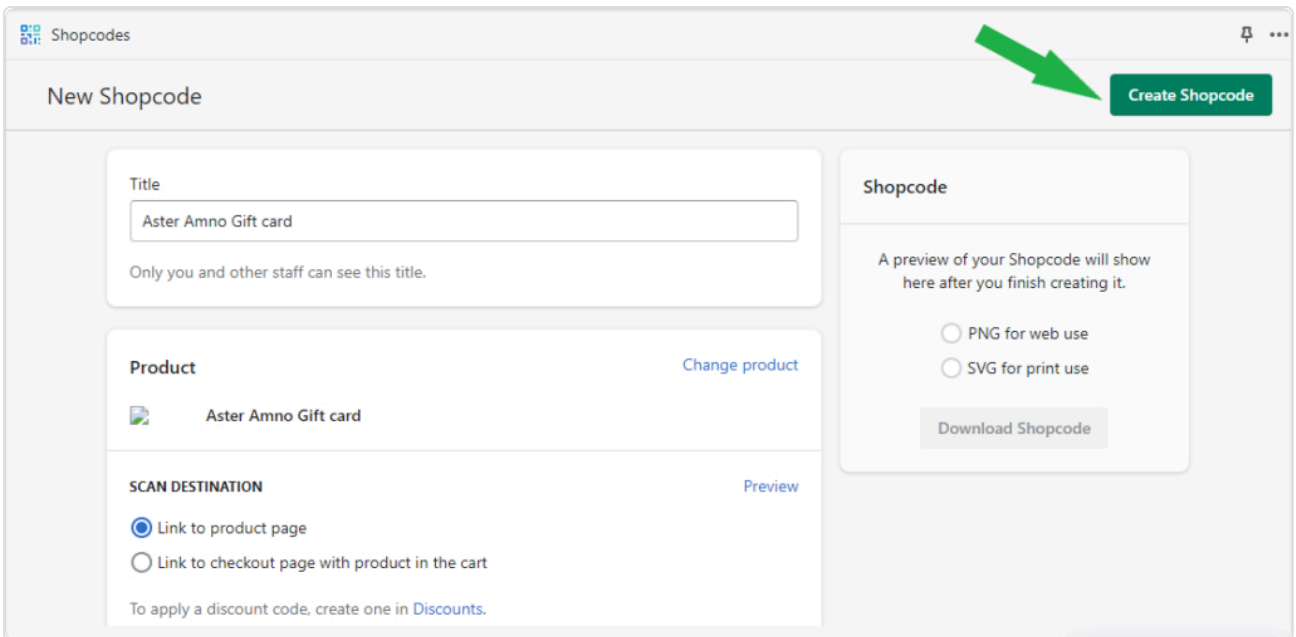 Shopcodes
New Shopcode
Create Shopcode
Title
Aster Amno Gift card
Only you and other staff can see this title.
Product
Change product
Aster Amno Gift card
SCAN DESTINATION
Preview
Link to product page
Link to checkout page with product in the cart
To apply a discount code, create one in Discounts.
Shopcode
A preview of your Shopcode will show
here after you finish creating it.
PNG for web use
SVG for print use
Download Shopcode